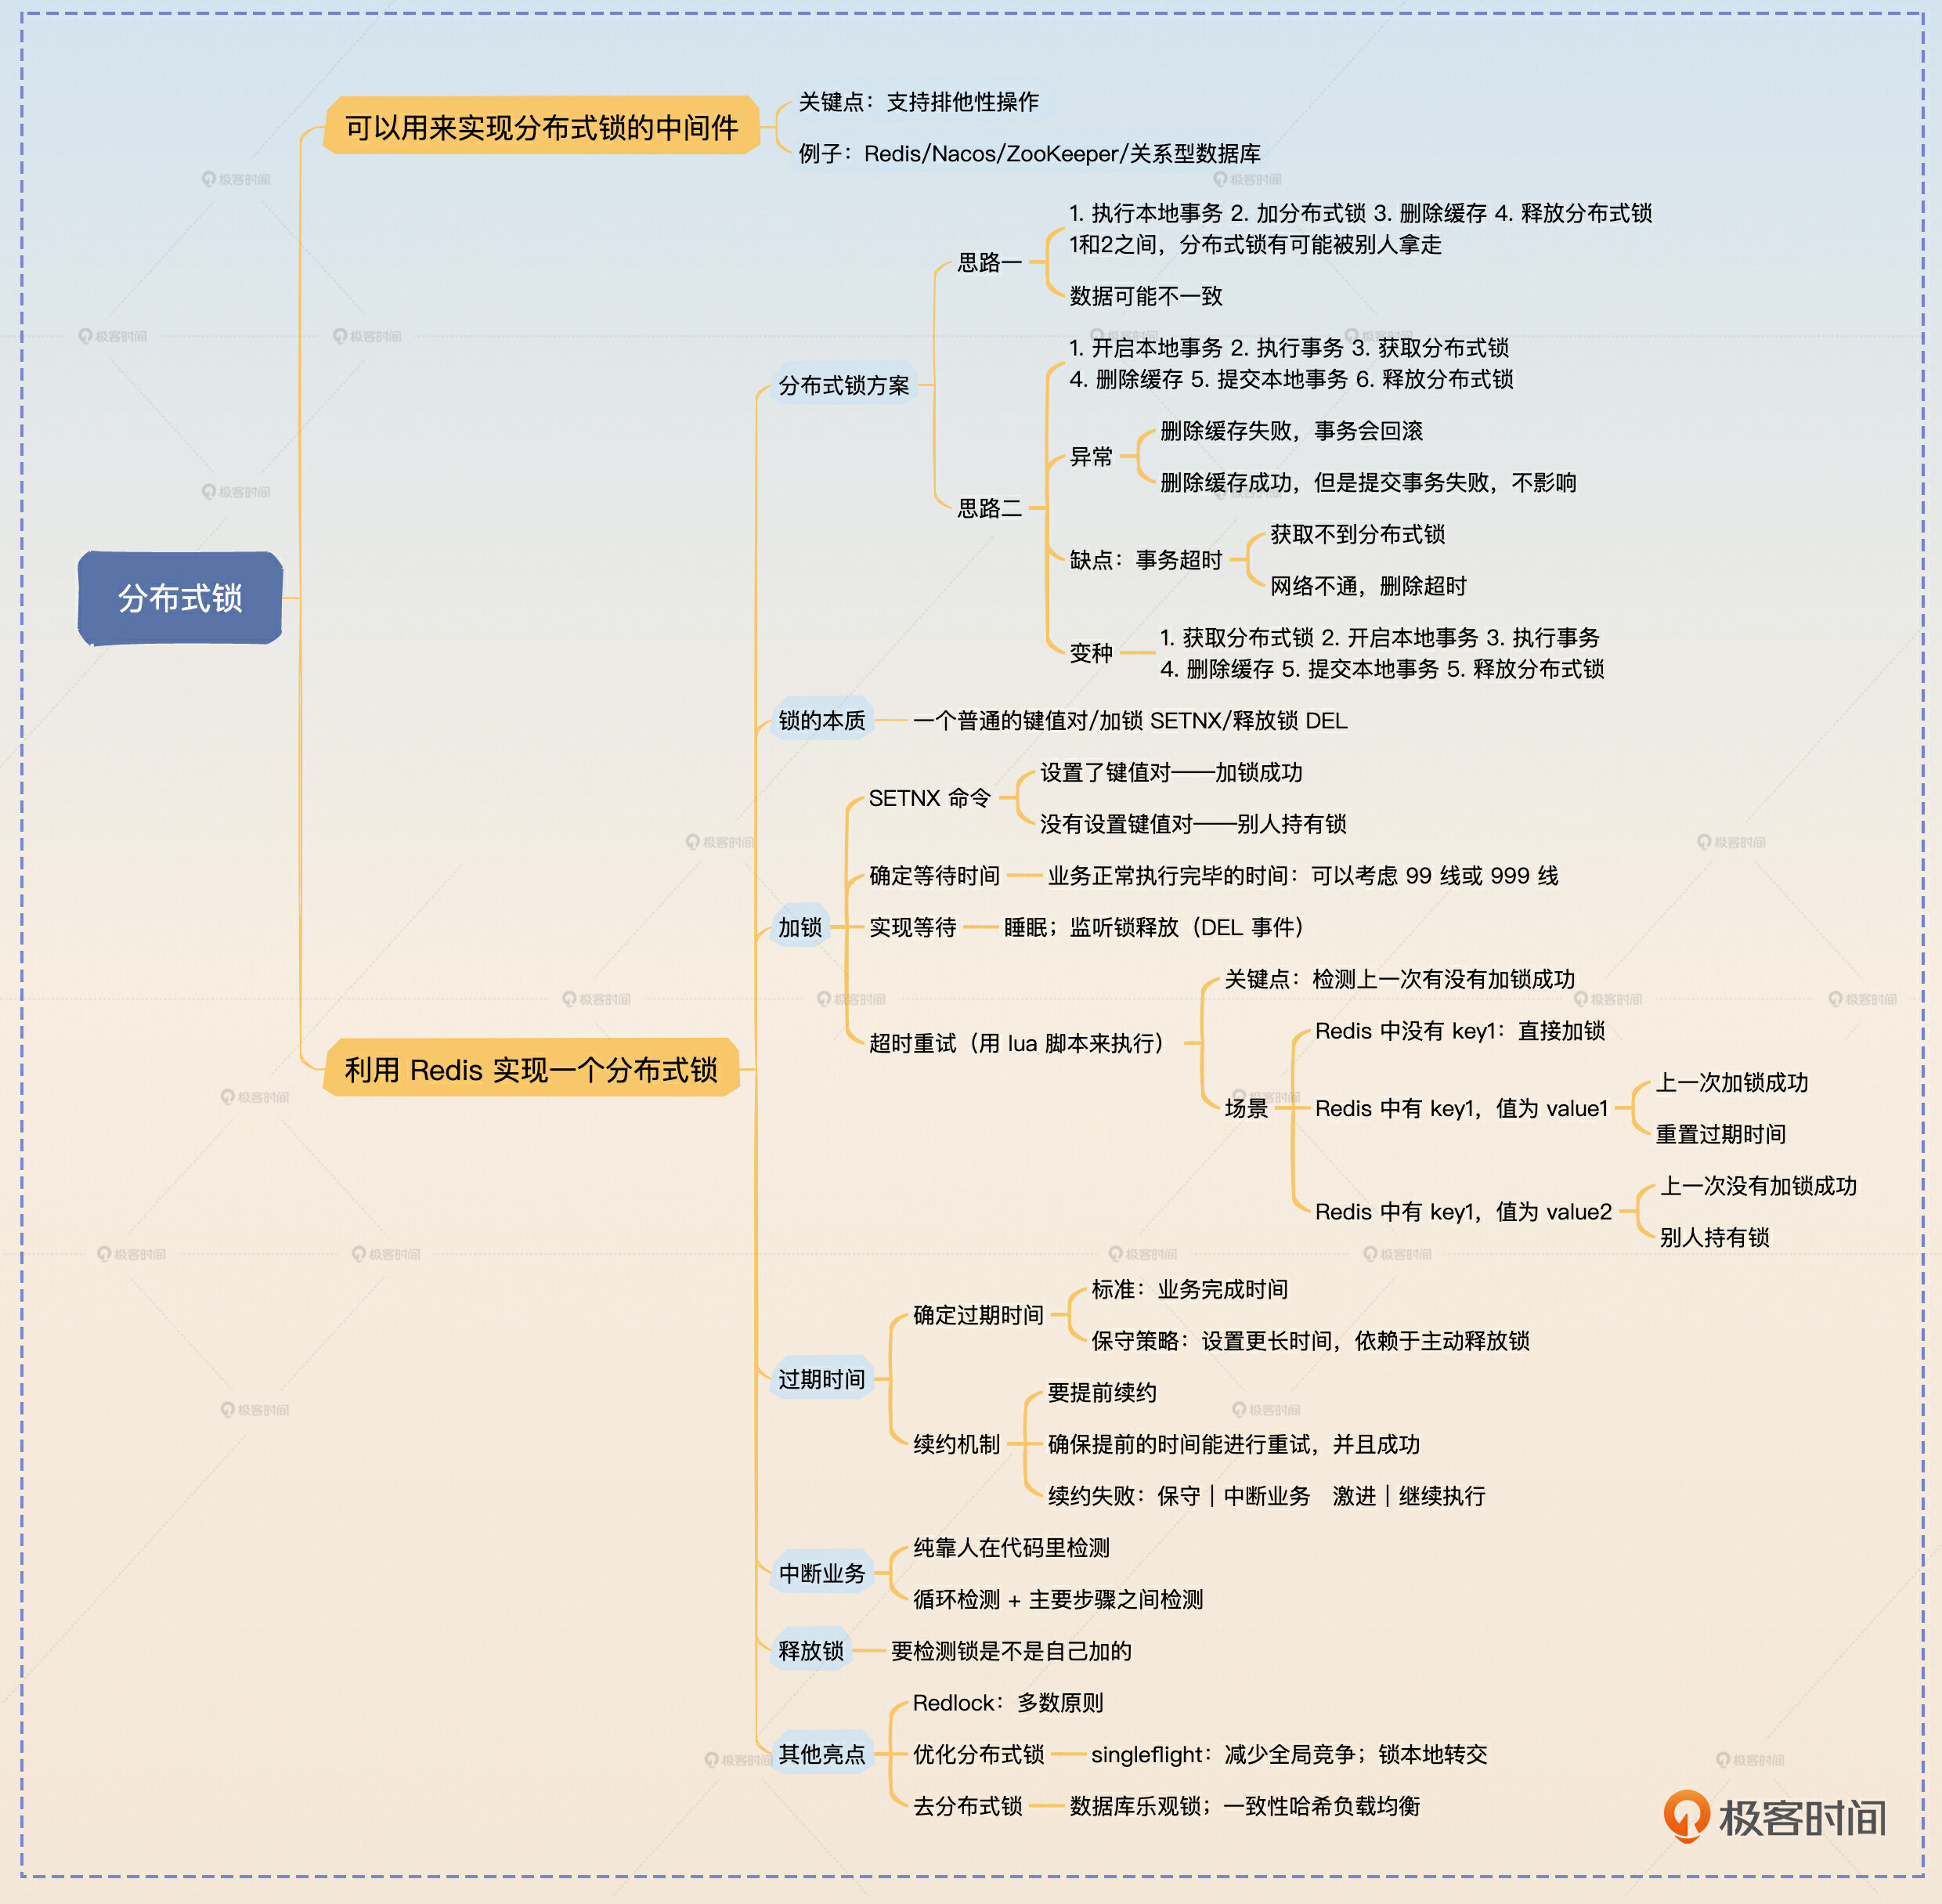 分布式锁
可以用来实现分布式锁的中间件
关键点：支持排他性操作
例子：Redis/Nacos/ZooKeeper/关系型数据库
利用 Redis 实现一个分布式锁
分布式锁方案
思路一
1. 执行本地事务 2. 加分布式锁 3. 删除缓存 4. 释放分布式锁
1和2之间，分布式锁有可能被别人拿走
数据可能不一致
思路二
1. 开启本地事务 2. 执行事务 3. 获取分布式锁
4. 删除缓存 5. 提交本地事务 6. 释放分布式锁
异常
删除缓存失败，事务会回滚
删除缓存成功，但是提交事务失败，不影响
缺点：事务超时
获取不到分布式锁
网络不通，删除超时
变种
1. 获取分布式锁 2. 开启本地事务 3. 执行事务
4. 删除缓存 5. 提交本地事务 5. 释放分布式锁
锁的本质
一个普通的键值对/加锁 SETNX/释放锁 DEL
加锁
SETNX 命令
设置了键值对——加锁成功
没有设置键值对——别人持有锁
确定等待时间
业务正常执行完毕的时间：可以考虑 99 线或 999 线
实现等待
睡眠；监听锁释放（DEL 事件）
超时重试（用 lua 脚本来执行）
关键点：检测上一次有没有加锁成功
场景
Redis 中没有 key1：直接加锁
Redis 中有 key1，值为 value1
上一次加锁成功
重置过期时间
Redis 中有 key1，值为 value2
上一次没有加锁成功
别人持有锁
过期时间
确定过期时间
标准：业务完成时间
保守策略：设置更长时间，依赖于主动释放锁
续约机制
要提前续约
确保提前的时间能进行重试，并且成功
续约失败：保守｜中断业务　激进｜继续执行
中断业务
纯靠人在代码里检测
循环检测 + 主要步骤之间检测
释放锁
要检测锁是不是自己加的
其他亮点
Redlock：多数原则
优化分布式锁
singleflight：减少全局竞争；锁本地转交
去分布式锁
数据库乐观锁；一致性哈希负载均衡
极客时间